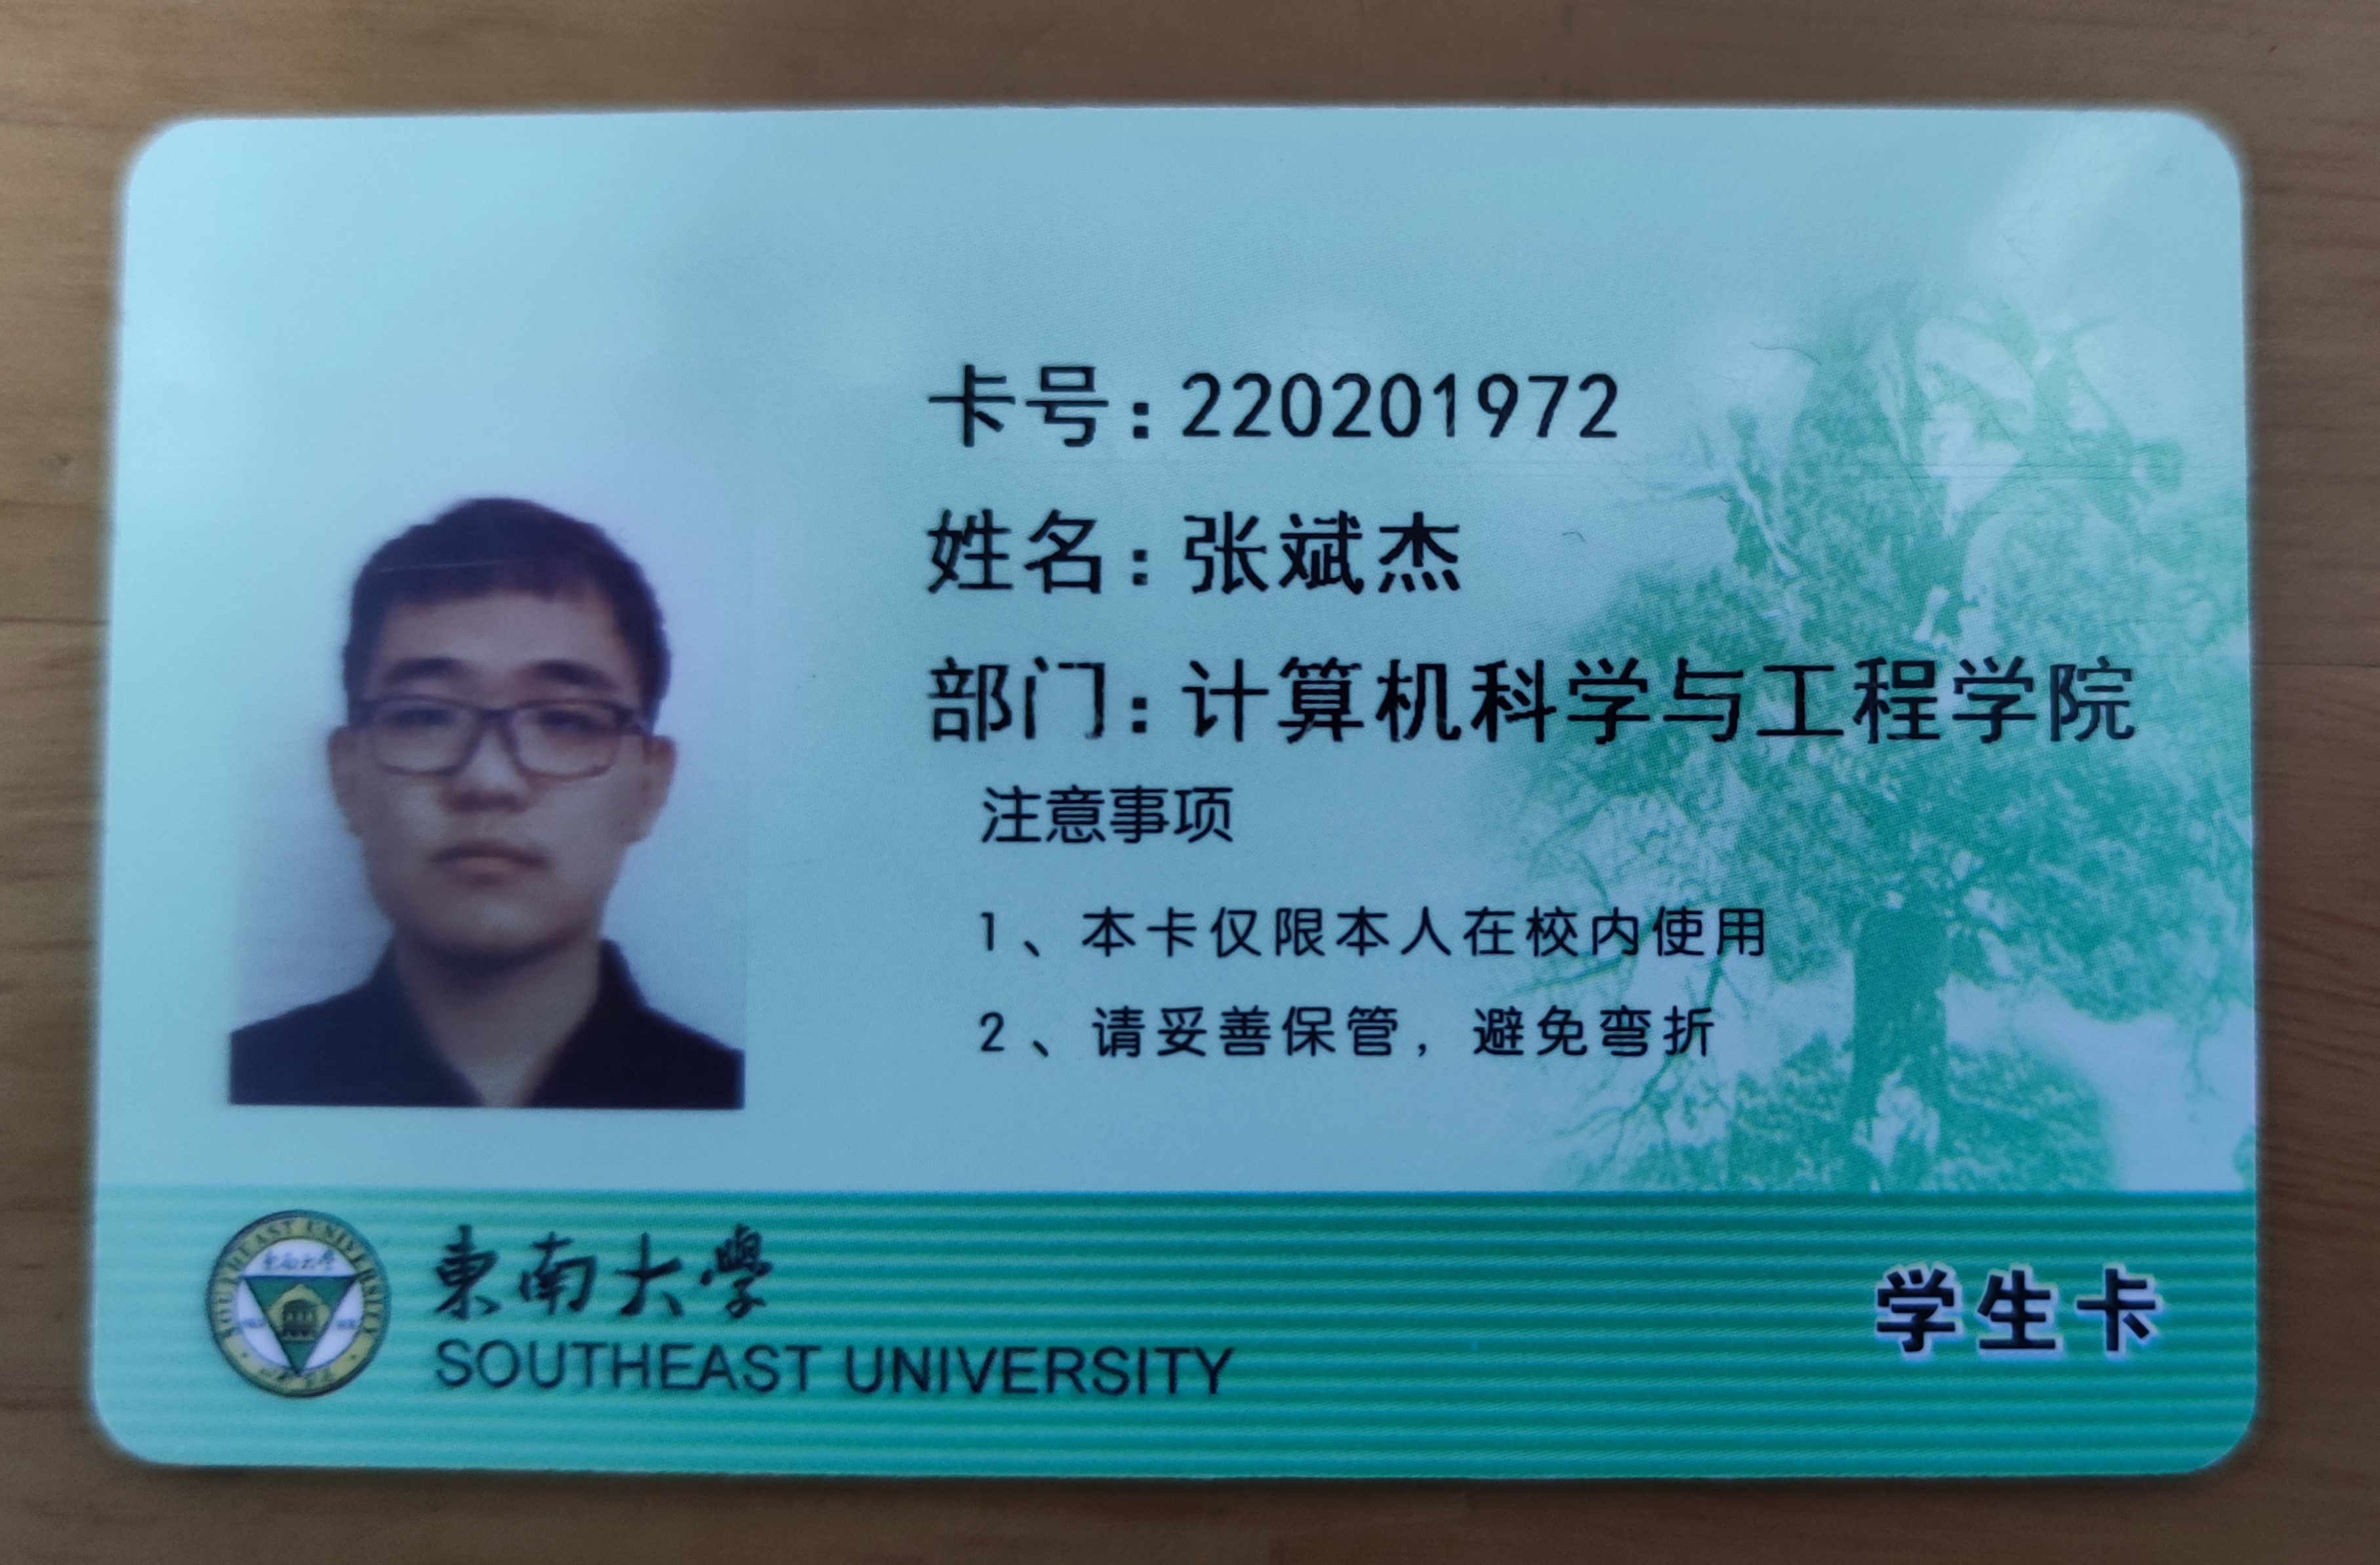 卡号：220201972
姓名：张斌杰
部门：计算机科学与工程学院
注意事项
1、本卡仅限本人在校内使用
2、请妥善保管，避免弯折
SOUTHEAST UNIVERSITY
東南大學
東南大學
SOUTHEAST UNIVERSITY
学生卡